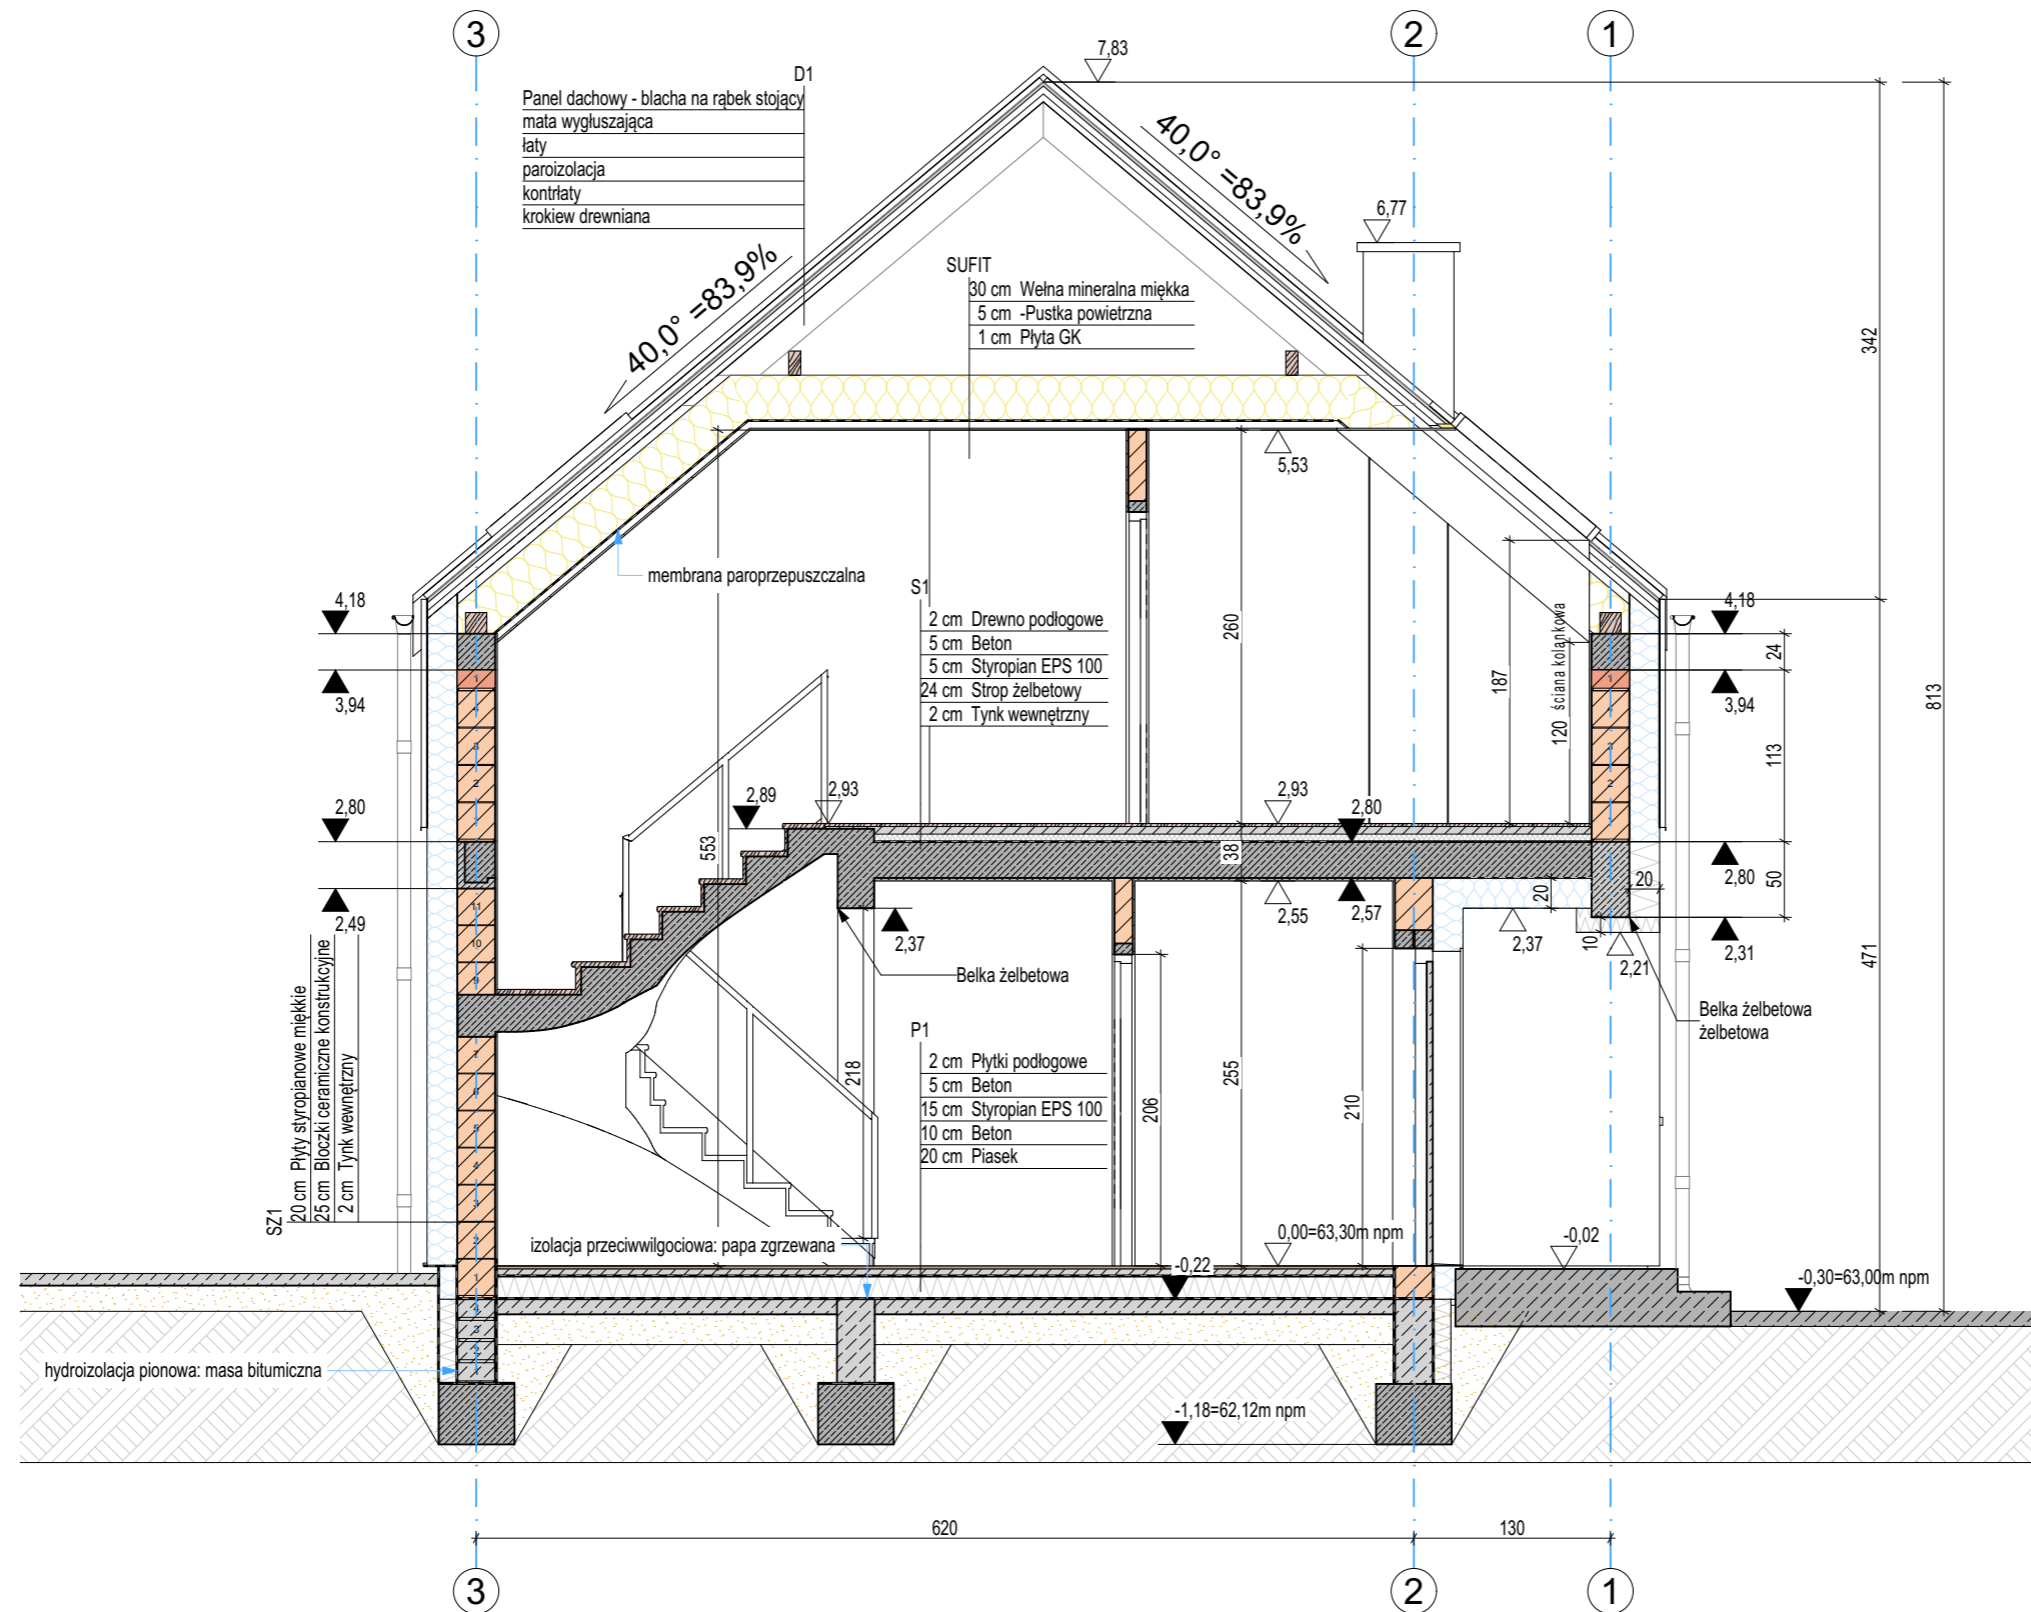 3
2
1
7,83
D1
Panel dachowy - blacha na rąbek stojący
mata wygłuszająca
łaty
paroizolacja
kontrłaty
krokiew drewniana
40,0° =83,9%
40,0° =83,9%
6,77
SUFIT
30 cm Wełna mineralna miękka
5 cm -Pustka powietrzna
1 cm Płyta GK
342
813
5,53
membrana paroprzepuszczalna
S1
2 cm Drewno podłogowe
5 cm Beton
5 cm Styropian EPS 100
24 cm Strop żelbetowy
2 cm Tynk wewnętrzny
4,18
3,94
2,80
2,49
260
187
120 ściana kolankowa
4,18
24
3,94
113
2,89
2,93
2,93
2,80
553
38
2,80
50
20
20
2,37
2,55
2,57
2,37
10
2,21
2,31
471
Belka żelbetowa
Belka żelbetowa
żelbetowa
SZ1
20 cm Płyty styropianowe miękkie
25 cm Bloczki ceramiczne konstrukcyjne
2 cm Tynk wewnętrzny
1
2
11
10
1
2
P1
2 cm Płytki podłogowe
5 cm Beton
15 cm Styropian EPS 100
10 cm Beton
20 cm Piasek
218
206
255
210
izolacja przeciwwilgociowa: papa zgrzewana
0,00=63,30m npm
-0,22
-0,02
-0,30=63,00m npm
hydroizolacja pionowa: masa bitumiczna
-1,18=62,12m npm
620
130
3
2
1